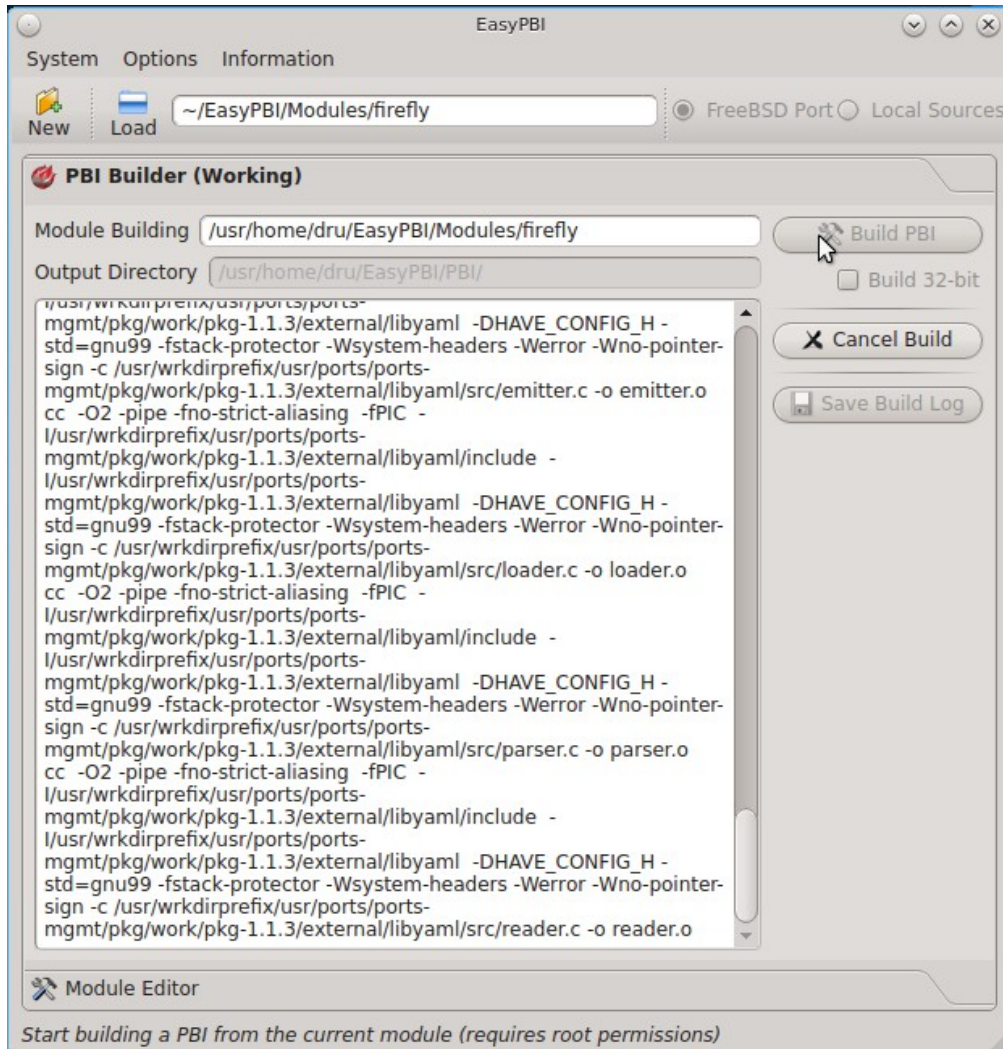 EasyPBI
System Options Information
New Load ~/EasyPBI/Modules/firefly FreeBSD Port Local Sources
PBI Builder (Working)
Module Building /usr/home/dru/EasyPBI/Modules/firefly Build PBI
Output Directory /usr/home/dru/EasyPBI/PBI/ Build 32-bit
Cancel Build
Save Build Log
I/usr/wrkdirprefix/usr/ports/ports-
mgmt/pkg/work/pkg-1.1.3/external/libyaml -DHAVE_CONFIG_H -
std=gnu99 -fstack-protector -Wsystem-headers -Werror -Wno-pointer-
sign -c /usr/wrkdirprefix/usr/ports/ports-
mgmt/pkg/work/pkg-1.1.3/external/libyaml/src/emitter.c -o emitter.o
cc -O2 -pipe -fno-strict-aliasing -fPIC -
I/usr/wrkdirprefix/usr/ports/ports-
mgmt/pkg/work/pkg-1.1.3/external/libyaml/include -
I/usr/wrkdirprefix/usr/ports/ports-
mgmt/pkg/work/pkg-1.1.3/external/libyaml -DHAVE_CONFIG_H -
std=gnu99 -fstack-protector -Wsystem-headers -Werror -Wno-pointer-
sign -c /usr/wrkdirprefix/usr/ports/ports-
mgmt/pkg/work/pkg-1.1.3/external/libyaml/src/loader.c -o loader.o
cc -O2 -pipe -fno-strict-aliasing -fPIC -
I/usr/wrkdirprefix/usr/ports/ports-
mgmt/pkg/work/pkg-1.1.3/external/libyaml/include -
I/usr/wrkdirprefix/usr/ports/ports-
mgmt/pkg/work/pkg-1.1.3/external/libyaml -DHAVE_CONFIG_H -
std=gnu99 -fstack-protector -Wsystem-headers -Werror -Wno-pointer-
sign -c /usr/wrkdirprefix/usr/ports/ports-
mgmt/pkg/work/pkg-1.1.3/external/libyaml/src/parser.c -o parser.o
cc -O2 -pipe -fno-strict-aliasing -fPIC -
I/usr/wrkdirprefix/usr/ports/ports-
mgmt/pkg/work/pkg-1.1.3/external/libyaml/include -
I/usr/wrkdirprefix/usr/ports/ports-
mgmt/pkg/work/pkg-1.1.3/external/libyaml -DHAVE_CONFIG_H -
std=gnu99 -fstack-protector -Wsystem-headers -Werror -Wno-pointer-
sign -c /usr/wrkdirprefix/usr/ports/ports-
mgmt/pkg/work/pkg-1.1.3/external/libyaml/src/reader.c -o reader.o
Module Editor
Start building a PBI from the current module (requires root permissions)